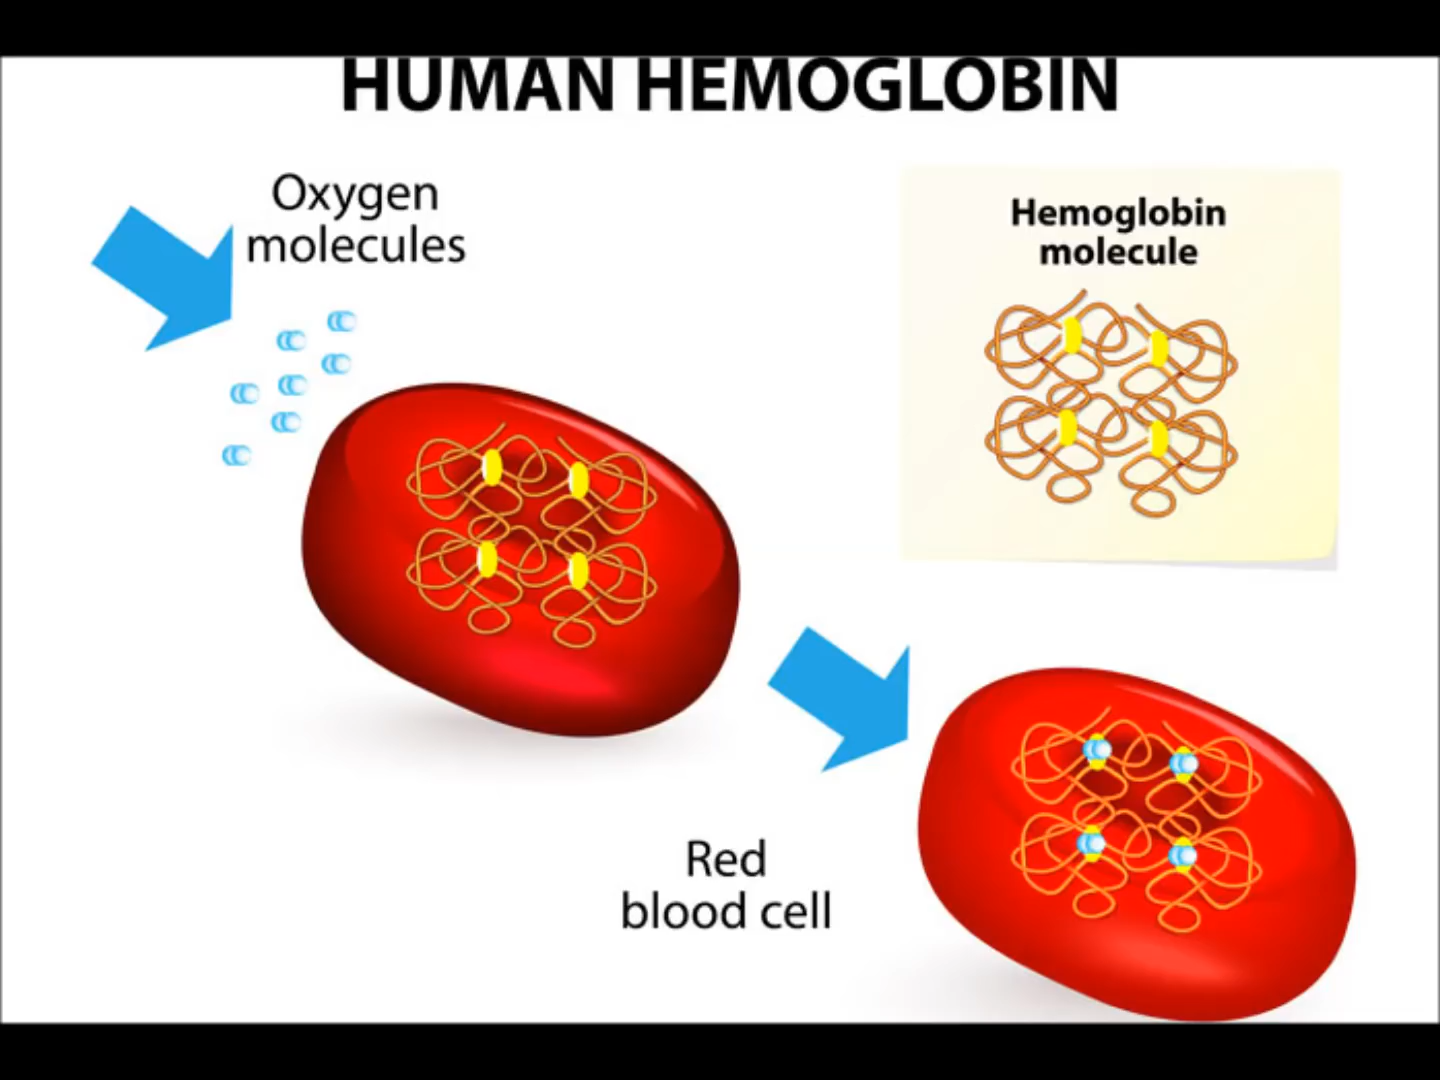 HUMAN HEMOGLOBIN
Oxygen
molecules
Hemoglobin
molecule
Red
blood cell